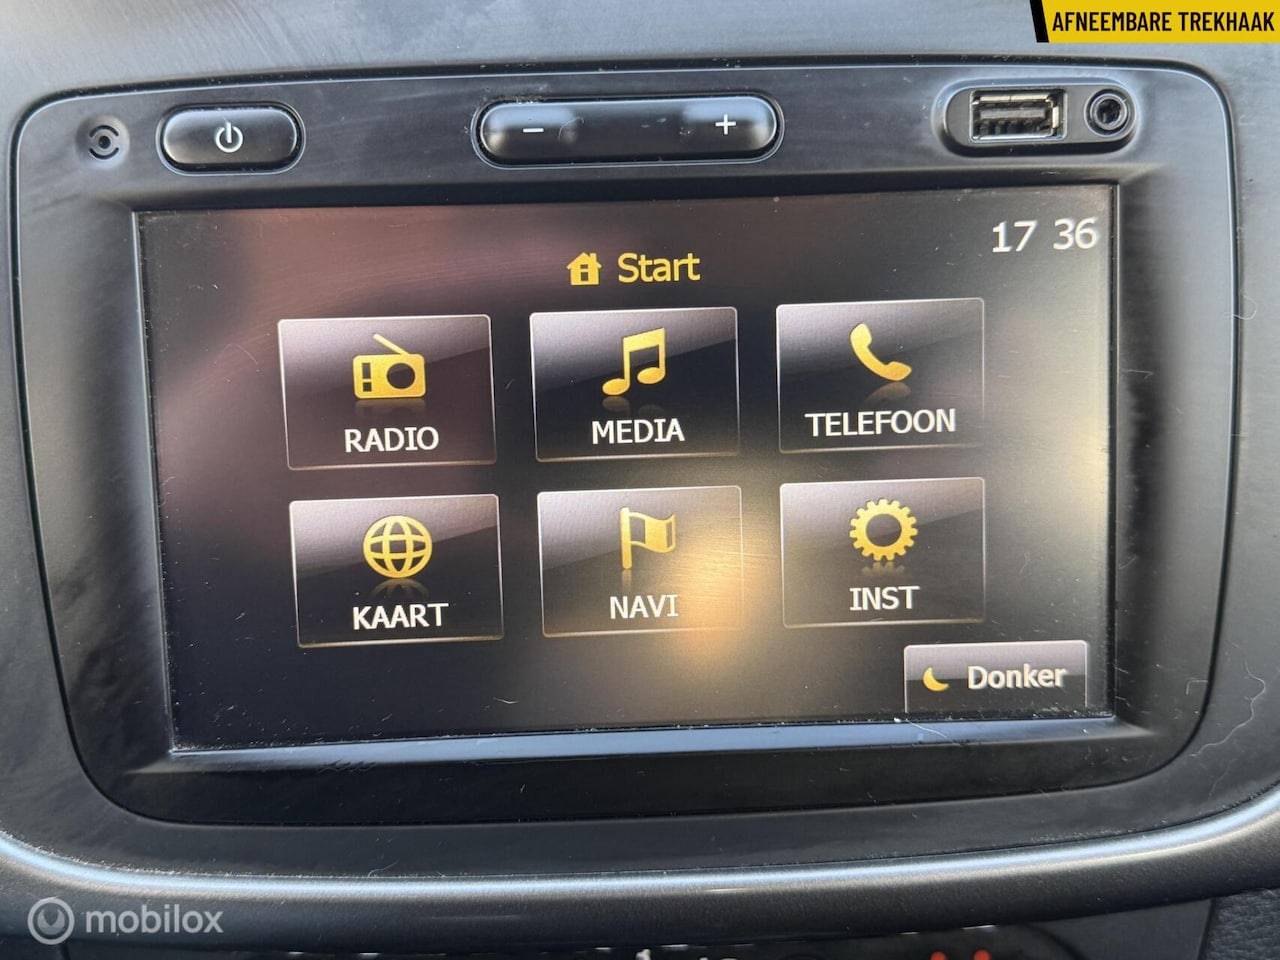 AFNEEMBARE TREKHAAK
− +
17 36
Start
RADIO
MEDIA
TELEFOON
KAART
NAVI
INST
Donker
mobilox